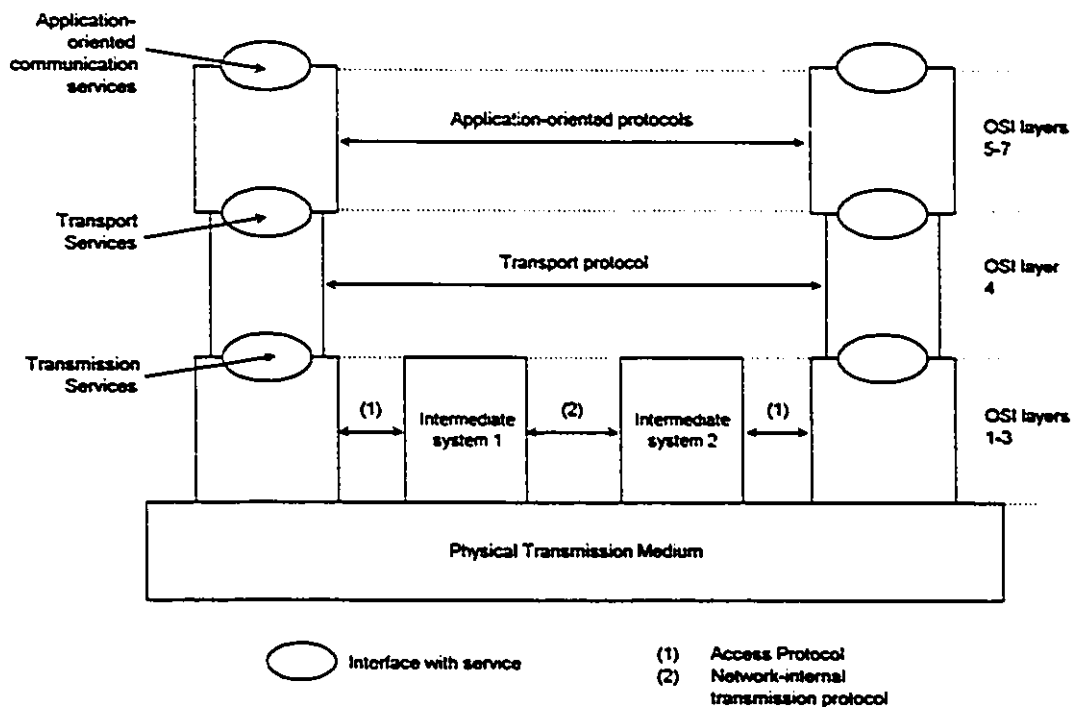 Application-
oriented
communication
services
Application-oriented protocols
OSI layers
5-7
Transport
Services
Transport protocol
OSI layer
4
Transmission
Services
(1)
Intermediate
system 1
(2)
Intermediate
system 2
(1)
OSI layers
1-3
Physical Transmission Medium
Interface with service
(1) Access Protocol
(2) Network-internal
transmission protocol